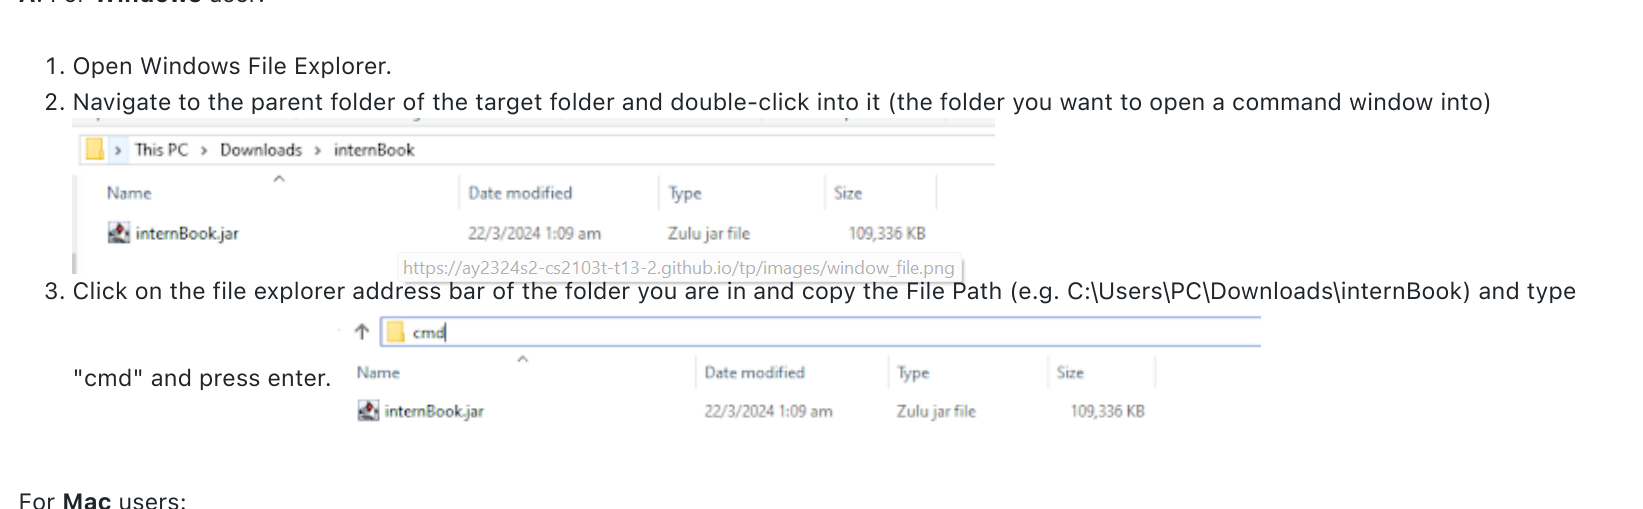 A. For Windows user:
1. Open Windows File Explorer.
2. Navigate to the parent folder of the target folder and double-click into it (the folder you want to open a command window into)
This PC > Downloads > internBook
Name Date modified Type Size
internBook.jar 22/3/2024 1:09 am Zulu jar file 109,336 KB
https://ay2324s2-cs2103t-t13-2.github.io/tp/images/window_file.png
3. Click on the file explorer address bar of the folder you are in and copy the File Path (e.g. C:\Users\PC\Downloads\internBook) and type
cmd
"cmd" and press enter.
Name Date modified Type Size
internBook.jar 22/3/2024 1:09 am Zulu jar file 109,336 KB
For Mac users: